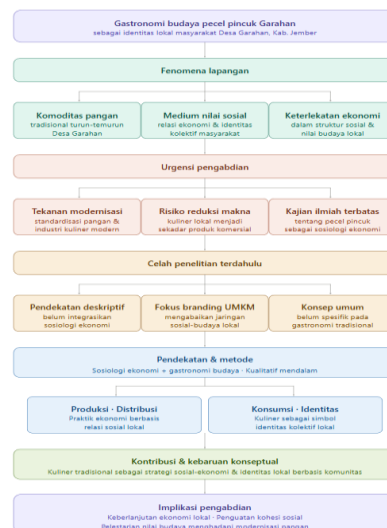 Gastronomi budaya pecel pincuk Garahan
sebagai identitas lokal masyarakat Desa Garahan, Kab. Jember
Fenomena lapangan
Komoditas pangan
tradisional turun-temurun
Desa Garahan
Medium nilai sosial
relasi ekonomi & identitas
kolektif masyarakat
Keterlekatan ekonomi
dalam struktur sosial &
nilai budaya lokal
Urgensi pengabdian
Tekanan modernisasi
standardisasi pangan &
industri kuliner modern
Risiko reduksi makna
kuliner lokal menjadi
sekadar produk komersial
Kajian ilmiah terbatas
tentang pecel pincuk
sebagai sosiologi ekonomi
Celah penelitian terdahulu
Pendekatan deskriptif
belum integrasikan
sosiologi ekonomi
Fokus branding UMKM
mengabaikan jaringan
sosial-budaya lokal
Konsep umum
belum spesifik pada
gastronomi tradisional
Pendekatan & metode
Sosiologi ekonomi + gastronomi budaya · Kualitatif mendalam
Produksi · Distribusi
Praktik ekonomi berbasis
relasi sosial lokal
Konsumsi · Identitas
Kuliner sebagai simbol
identitas kolektif lokal
Kontribusi & kebaruan konseptual
Kuliner tradisional sebagai strategi sosial-ekonomi & identitas lokal berbasis komunitas
Implikasi pengabdian
Keberlanjutan ekonomi lokal · Penguatan kohesi sosial
Pelestarian nilai budaya menghadapi modernisasi pangan